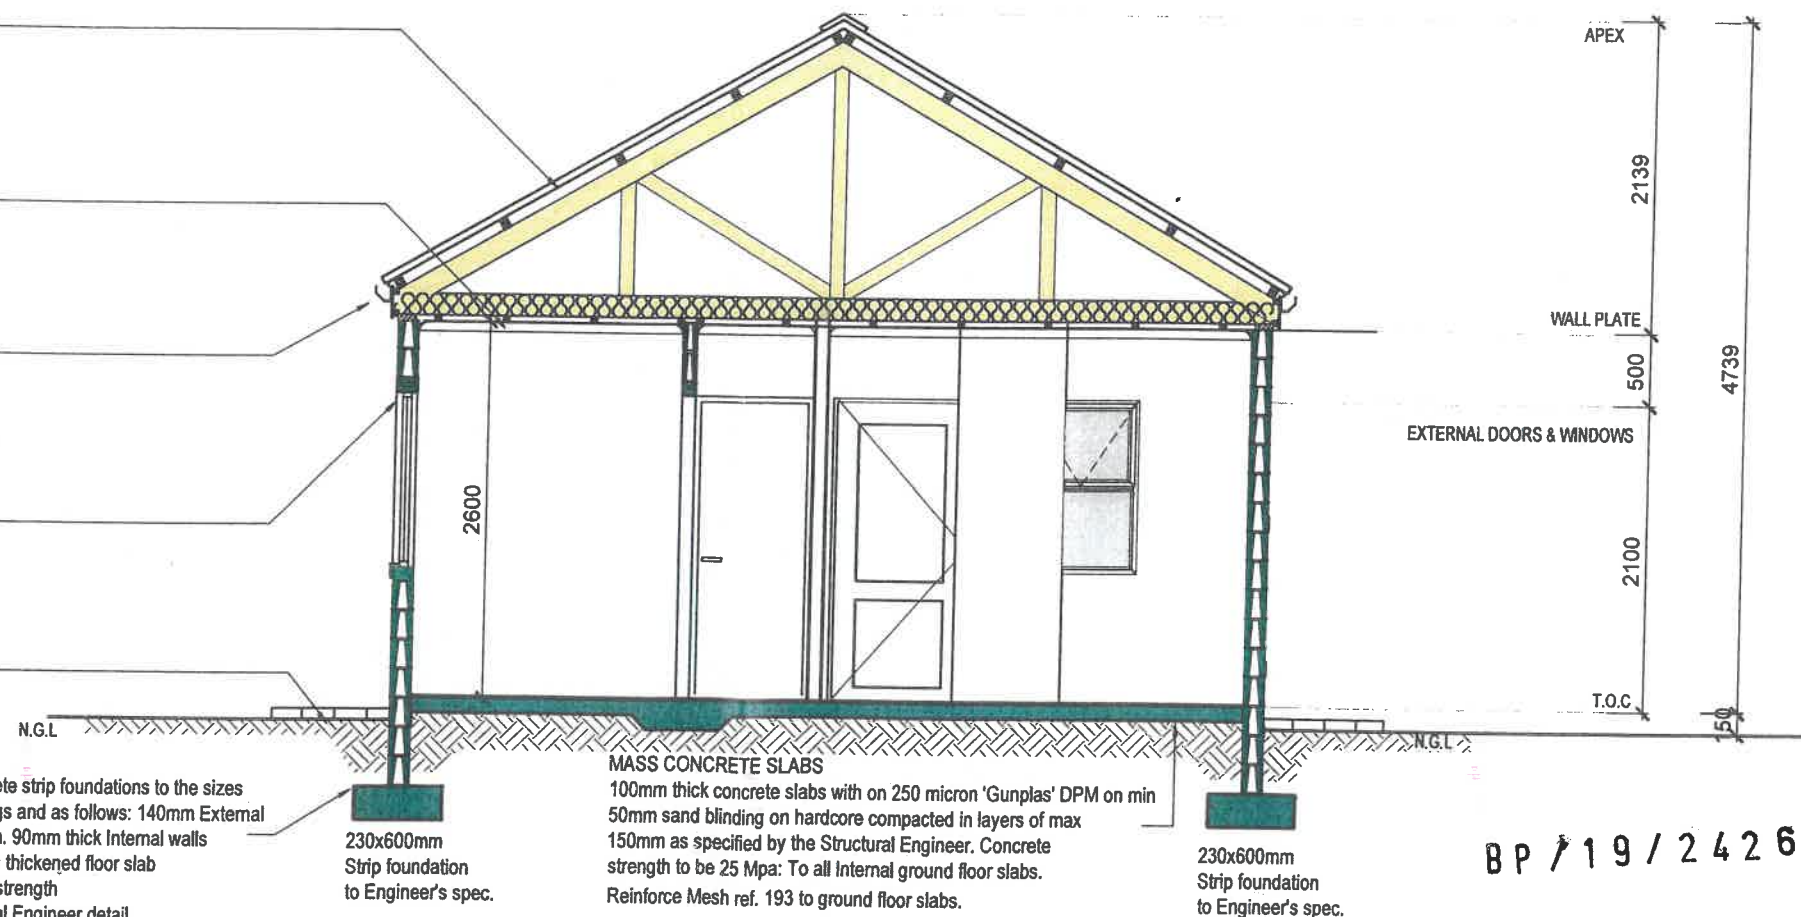 APEX
2139
WALL PLATE
500
4739
EXTERNAL DOORS & WINDOWS
2600
2100
T.O.C
150
N.G.L
N.G.L
ete strip foundations to the sizes
gs and as follows: 140mm External
n. 90mm thick Internal walls
thickened floor slab
strength
al Engineer detail
230x600mm
Strip foundation
to Engineer's spec.
MASS CONCRETE SLABS
100mm thick concrete slabs with on 250 micron 'Gunplas' DPM on min
50mm sand blinding on hardcore compacted in layers of max
150mm as specified by the Structural Engineer. Concrete
strength to be 25 Mpa: To all Internal ground floor slabs.
Reinforce Mesh ref. 193 to ground floor slabs.
230x600mm
Strip foundation
to Engineer's spec.
BP/19/2426